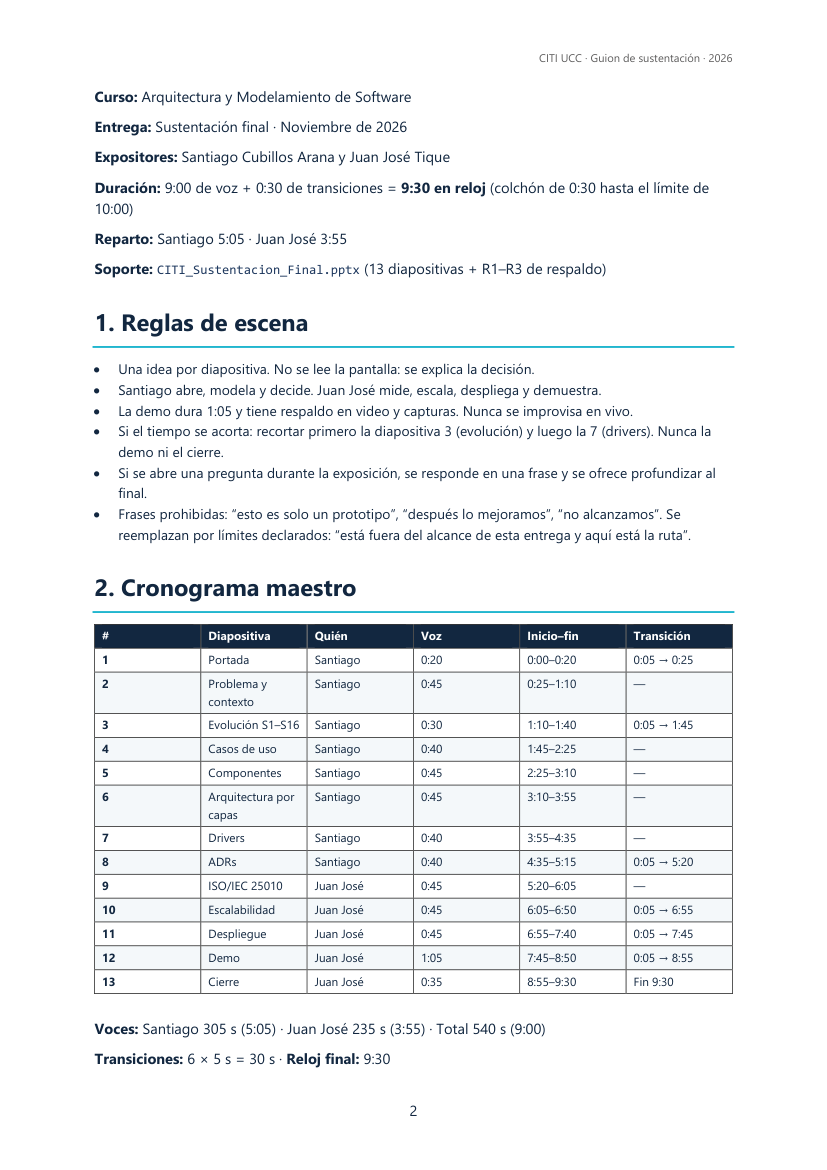 CITI UCC · Guion de sustentación · 2026
Curso: Arquitectura y Modelamiento de Software
Entrega: Sustentación final · Noviembre de 2026
Expositores: Santiago Cubillos Arana y Juan José Tique
Duración: 9:00 de voz + 0:30 de transiciones = 9:30 en reloj (colchón de 0:30 hasta el límite de
10:00)
Reparto: Santiago 5:05 · Juan José 3:55
Soporte: CITI_Sustentacion_Final.pptx (13 diapositivas + R1–R3 de respaldo)
1. Reglas de escena
• Una idea por diapositiva. No se lee la pantalla: se explica la decisión.
• Santiago abre, modela y decide. Juan José mide, escala, despliega y demuestra.
• La demo dura 1:05 y tiene respaldo en video y capturas. Nunca se improvisa en vivo.
• Si el tiempo se acorta: recortar primero la diapositiva 3 (evolución) y luego la 7 (drivers). Nunca la
demo ni el cierre.
• Si se abre una pregunta durante la exposición, se responde en una frase y se ofrece profundizar al
final.
• Frases prohibidas: “esto es solo un prototipo”, “después lo mejoramos”, “no alcanzamos”. Se
reemplazan por límites declarados: “está fuera del alcance de esta entrega y aquí está la ruta”.
2. Cronograma maestro
# Diapositiva Quién Voz Inicio–fin Transición
1 Portada Santiago 0:20 0:00–0:20 0:05 → 0:25
2 Problema y Santiago 0:45 0:25–1:10 —
contexto
3 Evolución S1–S16 Santiago 0:30 1:10–1:40 0:05 → 1:45
4 Casos de uso Santiago 0:40 1:45–2:25 —
5 Componentes Santiago 0:45 2:25–3:10 —
6 Arquitectura por Santiago 0:45 3:10–3:55 —
capas
7 Drivers Santiago 0:40 3:55–4:35 —
8 ADRs Santiago 0:40 4:35–5:15 0:05 → 5:20
9 ISO/IEC 25010 Juan José 0:45 5:20–6:05 —
10 Escalabilidad Juan José 0:45 6:05–6:50 0:05 → 6:55
11 Despliegue Juan José 0:45 6:55–7:40 0:05 → 7:45
12 Demo Juan José 1:05 7:45–8:50 0:05 → 8:55
13 Cierre Juan José 0:35 8:55–9:30 Fin 9:30
Voces: Santiago 305 s (5:05) · Juan José 235 s (3:55) · Total 540 s (9:00)
Transiciones: 6 × 5 s = 30 s · Reloj final: 9:30
2